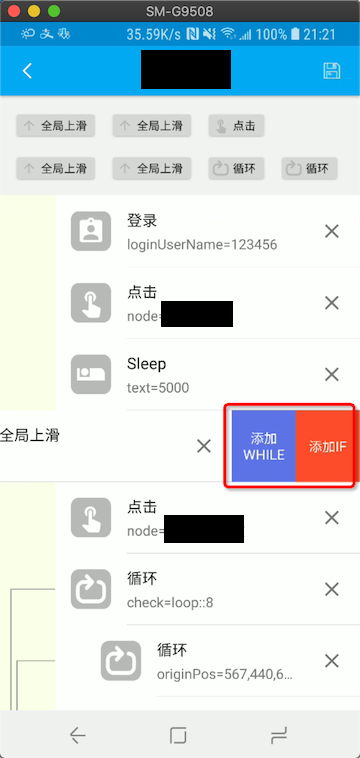 SM-G9508
35.59K/s 100% 21:21
全局上滑 全局上滑 点击
全局上滑 全局上滑 循环 循环
登录
loginUserName=123456
点击
node=
Sleep
text=5000
全局上滑
添加
WHILE
添加IF
点击
node=
循环
check=loop::8
循环
originPos=567,440,6...